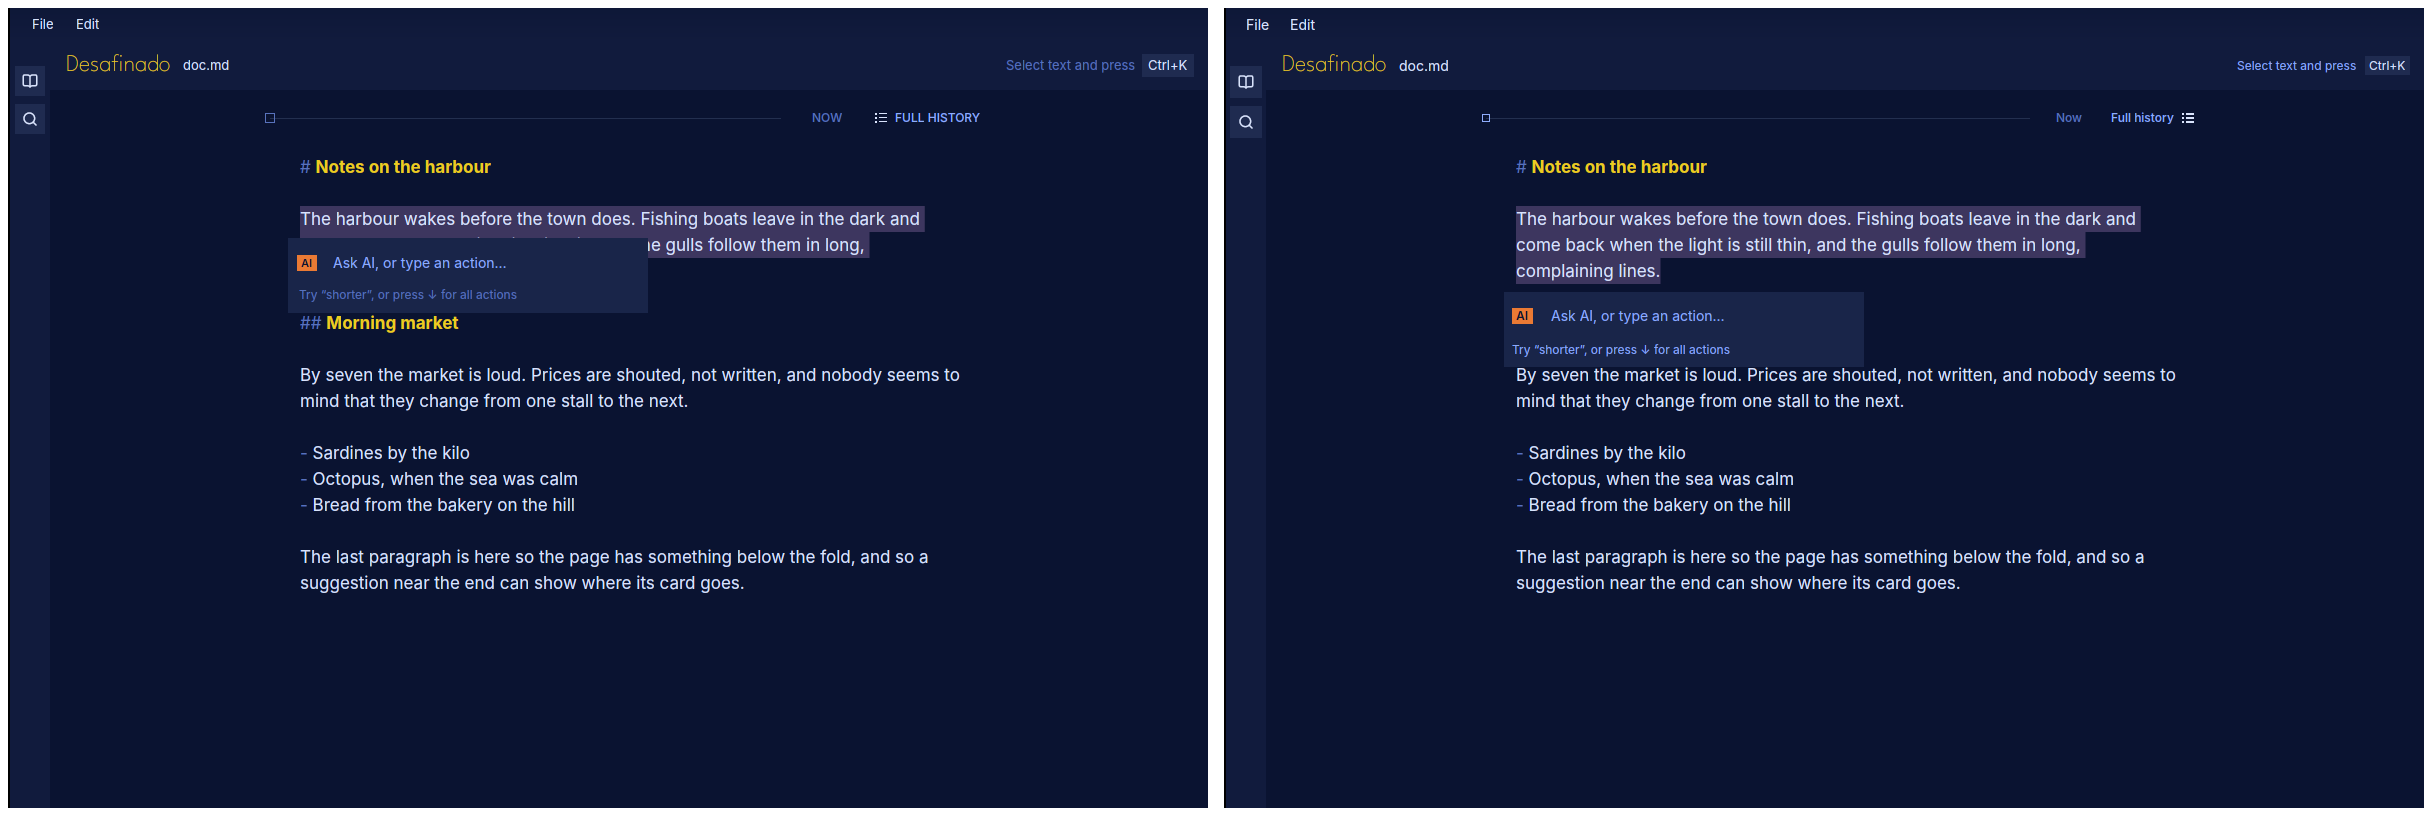 File Edit
Desafinado doc.md Select text and press Ctrl+K
NOW FULL HISTORY
# Notes on the harbour
The harbour wakes before the town does. Fishing boats leave in the dark and
gulls follow them in long,
AI Ask AI, or type an action...
Try “shorter”, or press ↓ for all actions
## Morning market
By seven the market is loud. Prices are shouted, not written, and nobody seems to
mind that they change from one stall to the next.
- Sardines by the kilo
- Octopus, when the sea was calm
- Bread from the bakery on the hill
The last paragraph is here so the page has something below the fold, and so a
suggestion near the end can show where its card goes.
File Edit
Desafinado doc.md Select text and press Ctrl+K
Now Full history
# Notes on the harbour
The harbour wakes before the town does. Fishing boats leave in the dark and
come back when the light is still thin, and the gulls follow them in long,
complaining lines.
AI Ask AI, or type an action...
Try “shorter”, or press ↓ for all actions
By seven the market is loud. Prices are shouted, not written, and nobody seems to
mind that they change from one stall to the next.
- Sardines by the kilo
- Octopus, when the sea was calm
- Bread from the bakery on the hill
The last paragraph is here so the page has something below the fold, and so a
suggestion near the end can show where its card goes.